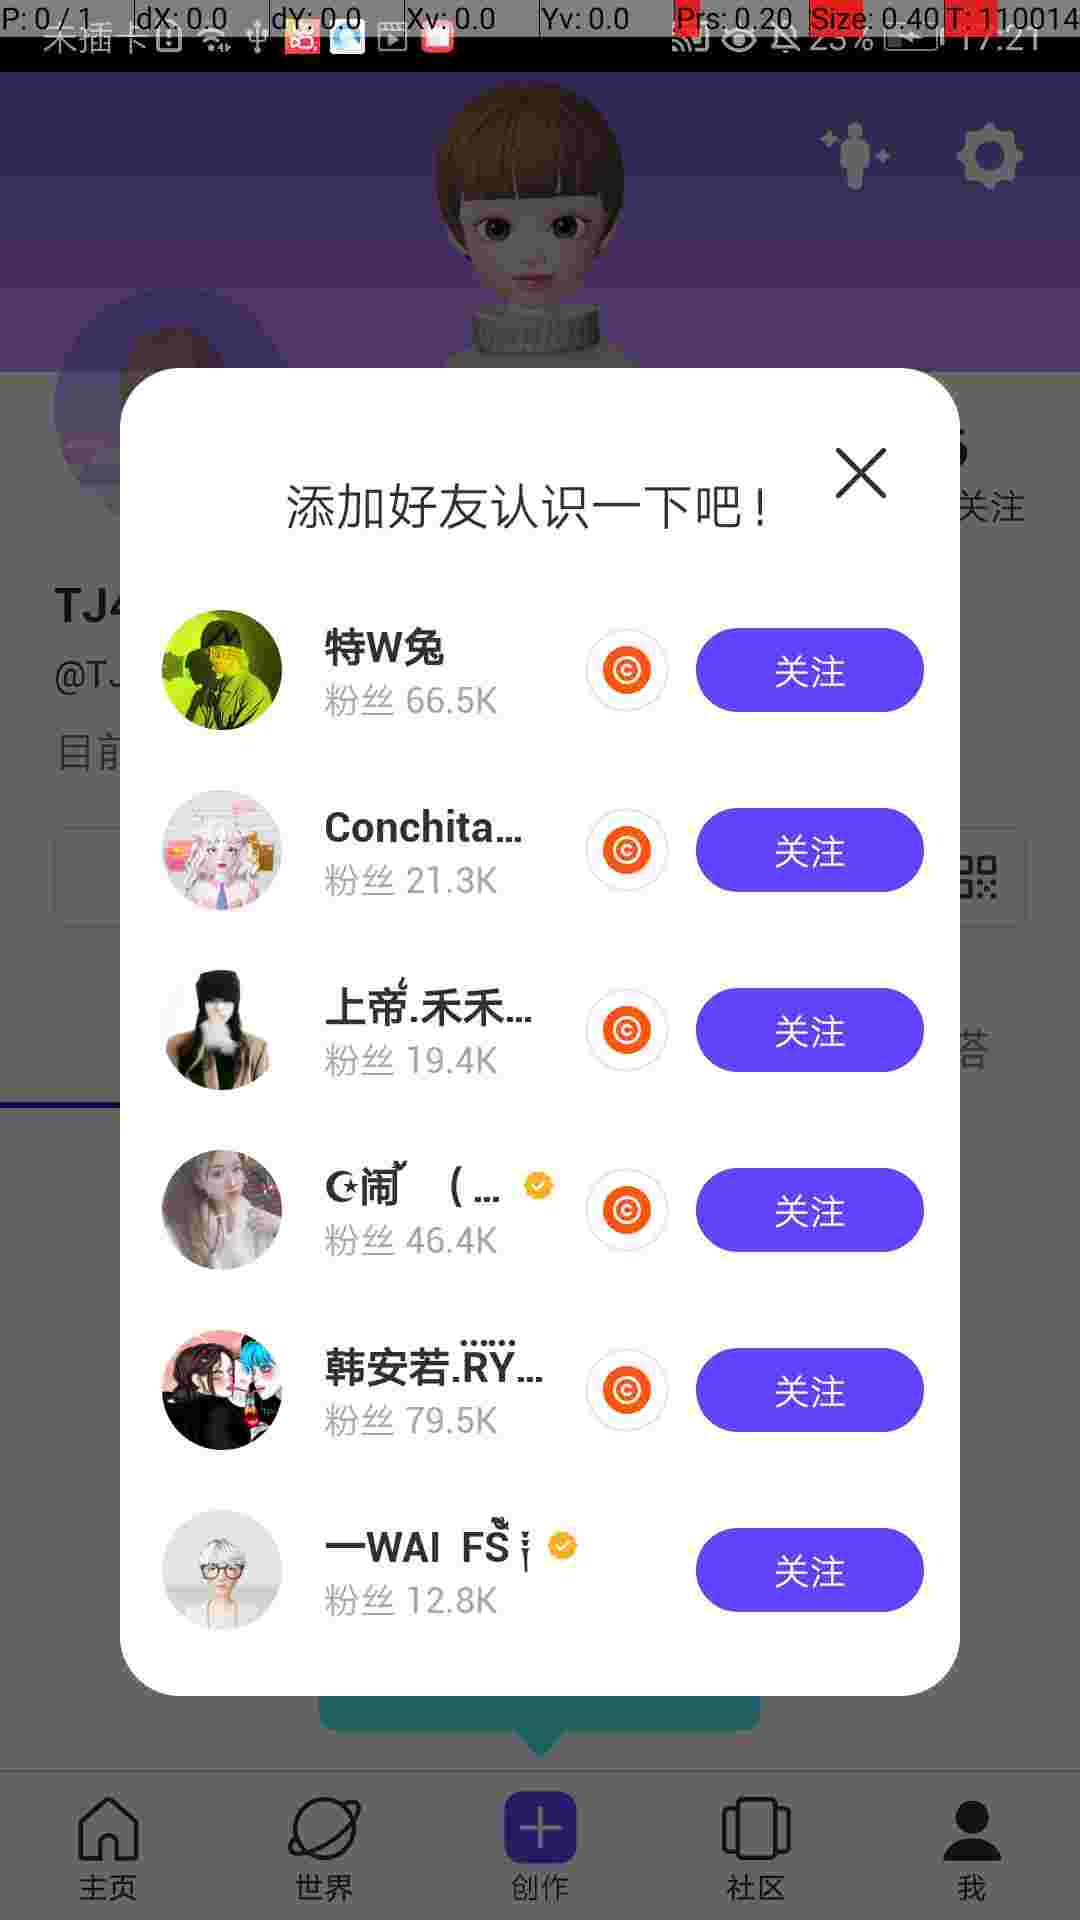 P: 0 / 1 dX: 0.0 dY: 0.0 Xv: 0.0 Yv: 0.0 Prs: 0.20 Size: 0.40 T: 110014
未插卡 23% 17:21
关注
添加好友认识一下吧！
TJ4
@TJ
目前
特W兔
粉丝 66.5K
关注
Conchita...
粉丝 21.3K
关注
上帝.禾禾...
粉丝 19.4K
关注
搭
☪闹 ( ...
粉丝 46.4K
关注
韩安若.RY...
粉丝 79.5K
关注
一WAI FS
粉丝 12.8K
关注
主页 世界 创作 社区 我